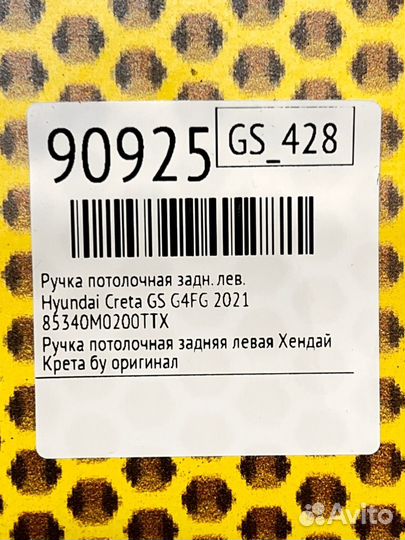 90925
GS_428
Ручка потолочная задн. лев.
Hyundai Creta GS G4FG 2021
85340M0200TTX
Ручка потолочная задняя левая Хендай
Крета бу оригинал
Avito